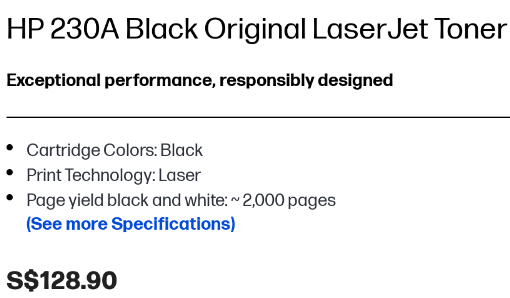 HP 230A Black Original LaserJet Toner
Exceptional performance, responsibly designed
• Cartridge Colors: Black
• Print Technology: Laser
• Page yield black and white: ~ 2,000 pages
(See more Specifications)
S$128.90